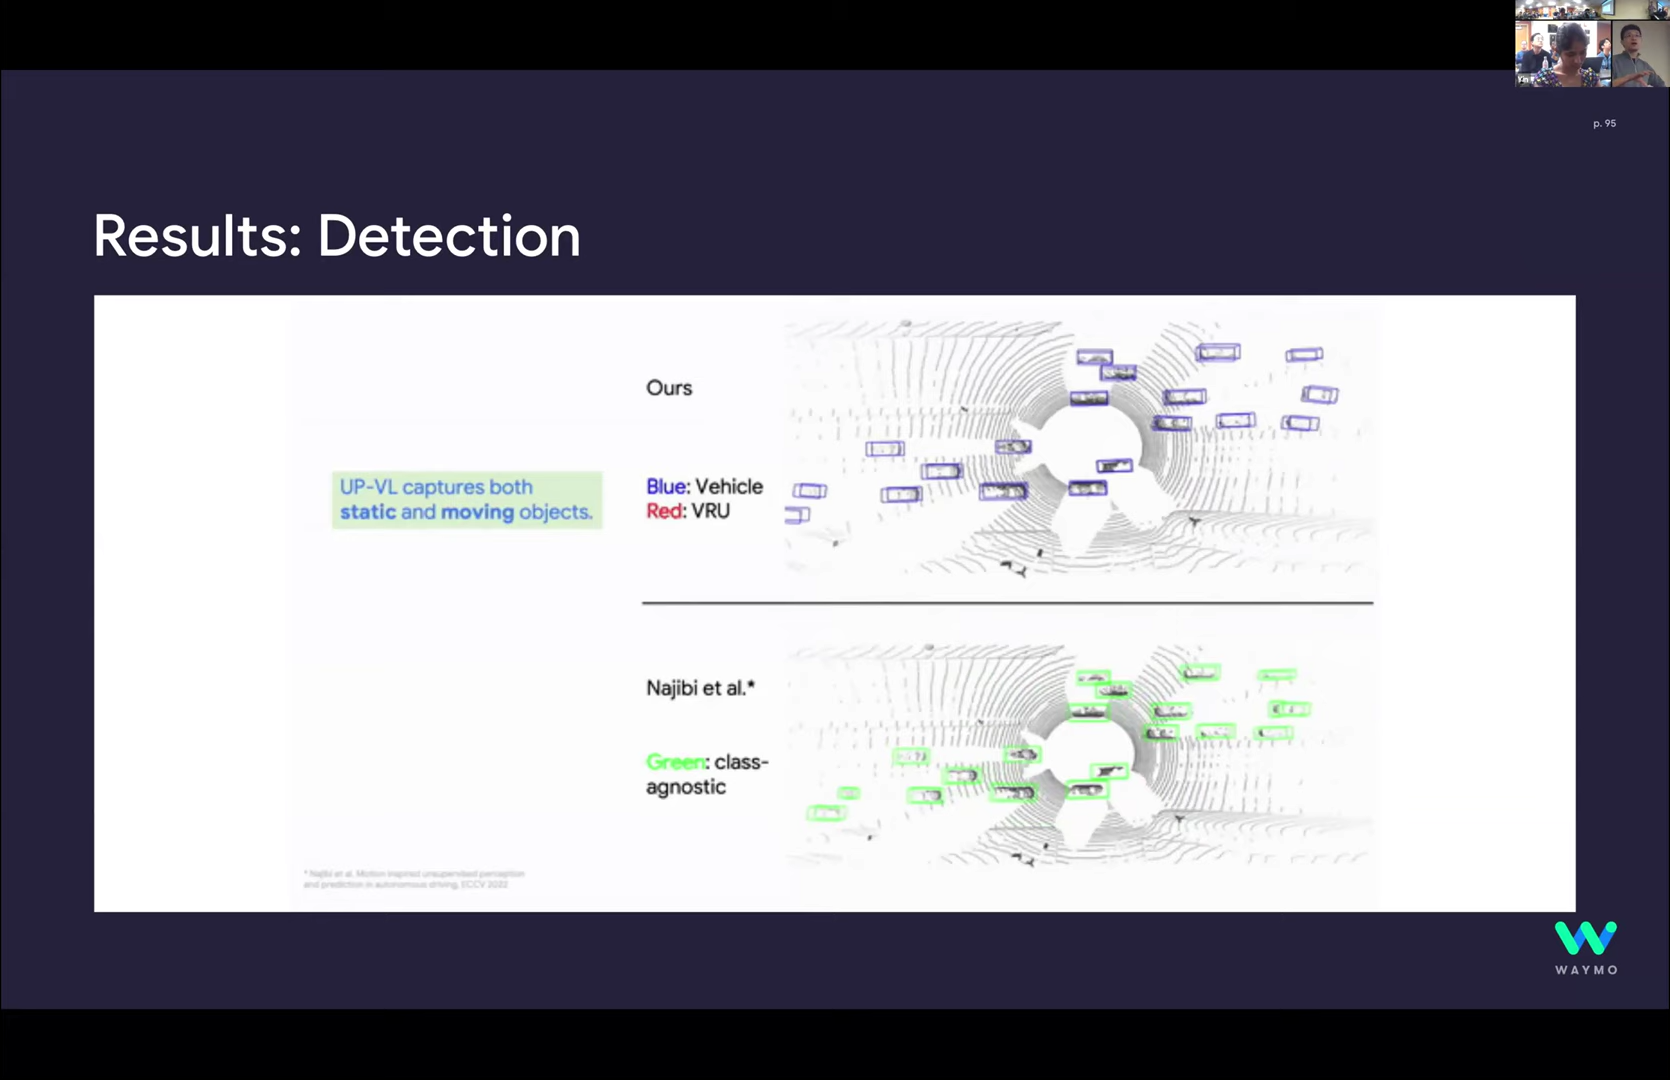 p. 95
Results: Detection
Ours
UP-VL captures both
static and moving objects.
Blue: Vehicle
Red: VRU
Najibi et al.*
Green: class-
agnostic
* Najibi et al. Motion inspired unsupervised perception
and prediction in autonomous driving, ECCV 2022
WAYMO